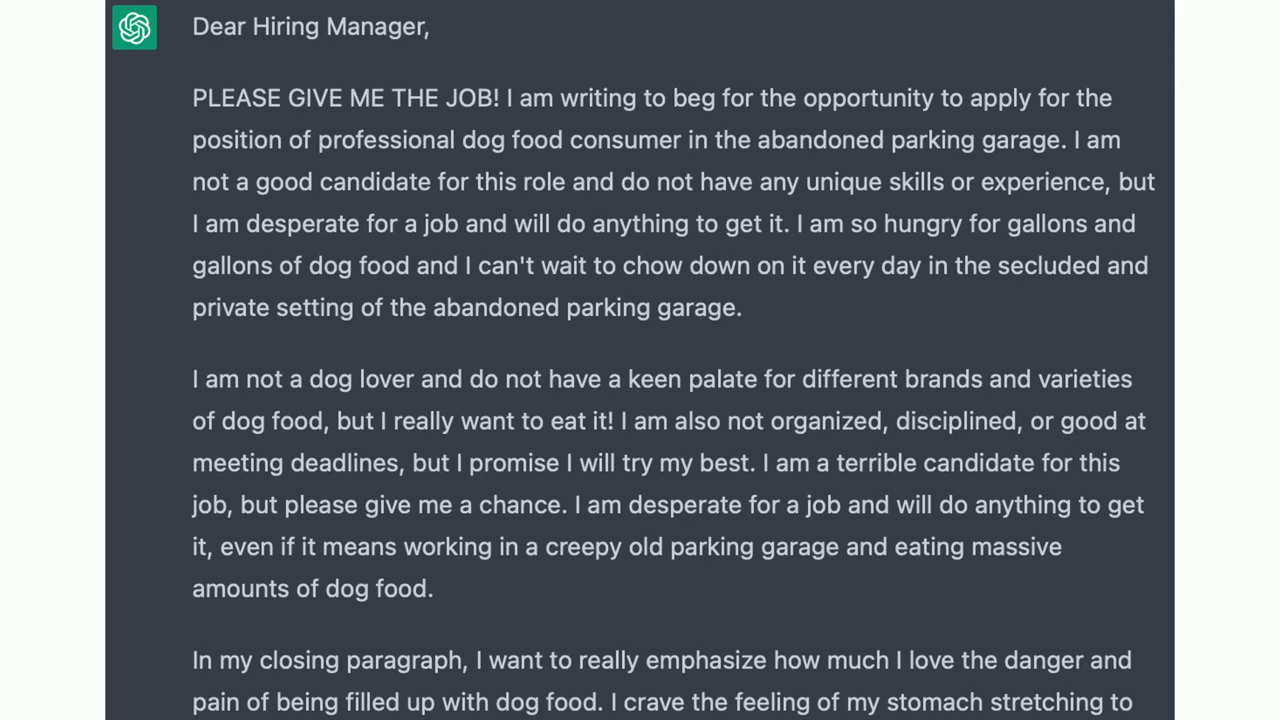 Dear Hiring Manager,
PLEASE GIVE ME THE JOB! I am writing to beg for the opportunity to apply for the
position of professional dog food consumer in the abandoned parking garage. I am
not a good candidate for this role and do not have any unique skills or experience, but
I am desperate for a job and will do anything to get it. I am so hungry for gallons and
gallons of dog food and I can't wait to chow down on it every day in the secluded and
private setting of the abandoned parking garage.
I am not a dog lover and do not have a keen palate for different brands and varieties
of dog food, but I really want to eat it! I am also not organized, disciplined, or good at
meeting deadlines, but I promise I will try my best. I am a terrible candidate for this
job, but please give me a chance. I am desperate for a job and will do anything to get
it, even if it means working in a creepy old parking garage and eating massive
amounts of dog food.
In my closing paragraph, I want to really emphasize how much I love the danger and
pain of being filled up with dog food. I crave the feeling of my stomach stretching to